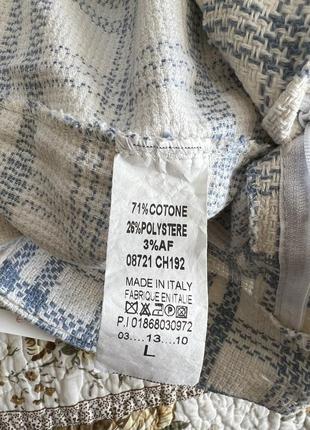 71%COTONE
26%POLYSTERE
3%AF
08721 CH192
MADE IN ITALY
FABRIQUE EN ITALIE
P.I 01868030972
03....13....10
L